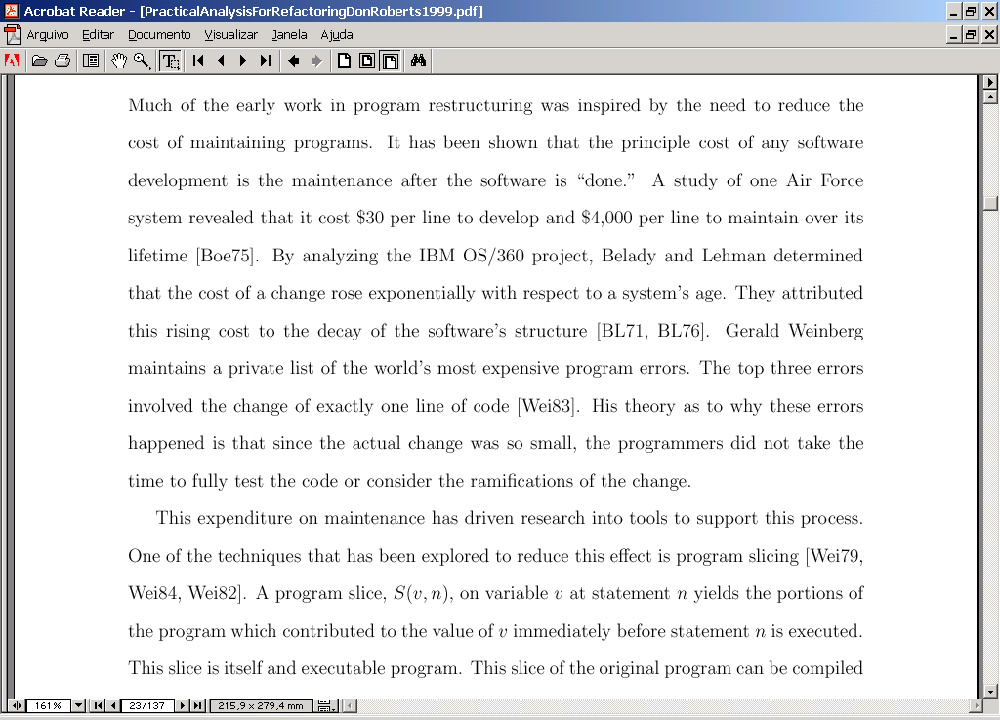 Acrobat Reader - [PracticalAnalysisForRefactoringDonRoberts1999.pdf]
Arquivo Editar Documento Visualizar Janela Ajuda
Much of the early work in program restructuring was inspired by the need to reduce the
cost of maintaining programs. It has been shown that the principle cost of any software
development is the maintenance after the software is “done.” A study of one Air Force
system revealed that it cost $30 per line to develop and $4,000 per line to maintain over its
lifetime [Boe75]. By analyzing the IBM OS/360 project, Belady and Lehman determined
that the cost of a change rose exponentially with respect to a system's age. They attributed
this rising cost to the decay of the software's structure [BL71, BL76]. Gerald Weinberg
maintains a private list of the world's most expensive program errors. The top three errors
involved the change of exactly one line of code [Wei83]. His theory as to why these errors
happened is that since the actual change was so small, the programmers did not take the
time to fully test the code or consider the ramifications of the change.
This expenditure on maintenance has driven research into tools to support this process.
One of the techniques that has been explored to reduce this effect is program slicing [Wei79,
Wei84, Wei82]. A program slice, S(v, n), on variable v at statement n yields the portions of
the program which contributed to the value of v immediately before statement n is executed.
This slice is itself and executable program. This slice of the original program can be compiled
161% 23/137 215,9 x 279,4 mm